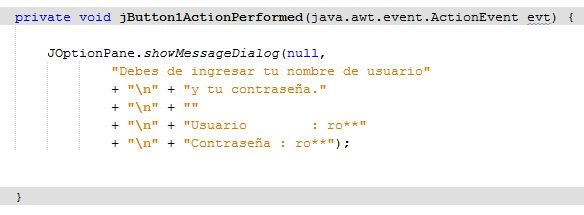 private void jButton1ActionPerformed(java.awt.event.ActionEvent evt) {
JOptionPane.showMessageDialog(null,
"Debes de ingresar tu nombre de usuario"
+ "\n" + "y tu contraseña."
+ "\n" + ""
+ "\n" + "Usuario        : ro**"
+ "\n" + "Contraseña : ro**");
}